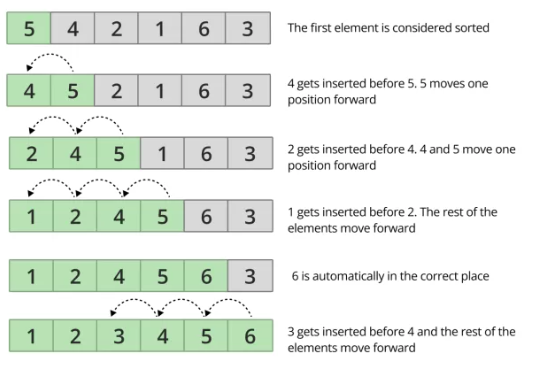 5 4 2 1 6 3 The first element is considered sorted
4 5 2 1 6 3 4 gets inserted before 5. 5 moves one
position forward
2 4 5 1 6 3 2 gets inserted before 4. 4 and 5 move one
position forward
1 2 4 5 6 3 1 gets inserted before 2. The rest of the
elements move forward
1 2 4 5 6 3 6 is automatically in the correct place
1 2 3 4 5 6 3 gets inserted before 4 and the rest of the
elements move forward